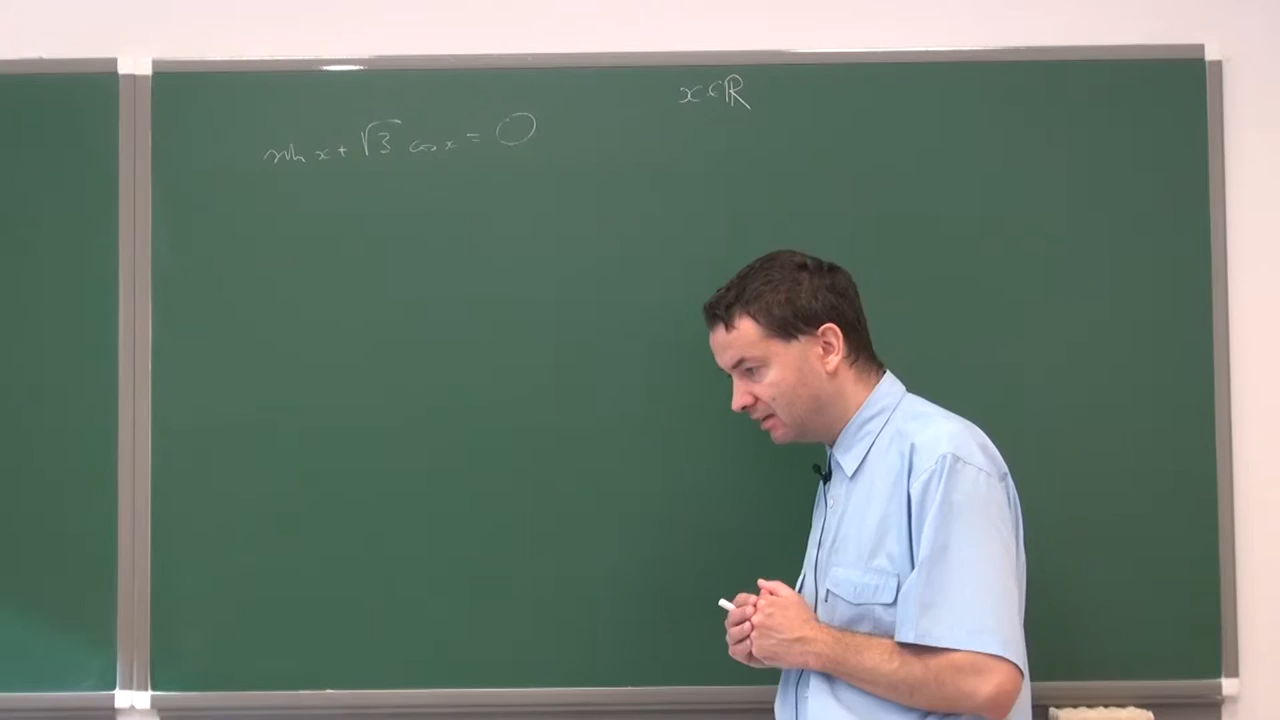 x ∈ ℝ
sin x + √3 cos x = 0